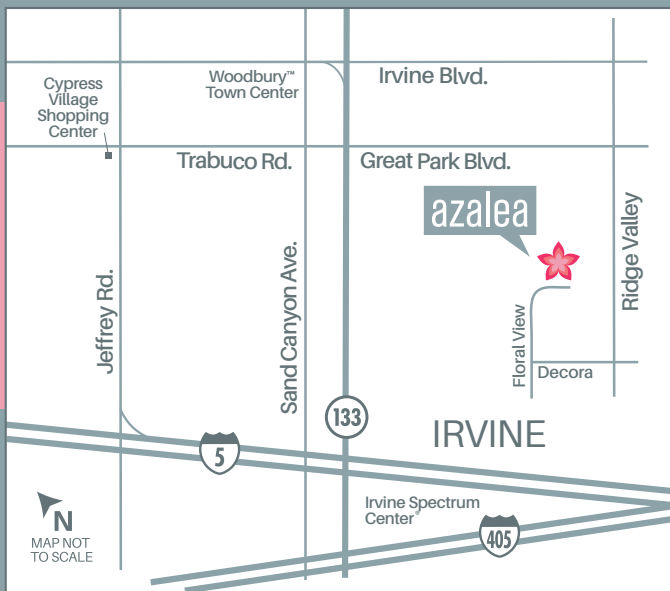 Cypress
Village
Shopping
Center
Woodbury™
Town Center
Irvine Blvd.
Trabuco Rd.
Great Park Blvd.
azalea
Ridge Valley
Jeffrey Rd.
Sand Canyon Ave.
Floral View
Decora
133
IRVINE
5
Irvine Spectrum
Center®
405
N
MAP NOT
TO SCALE